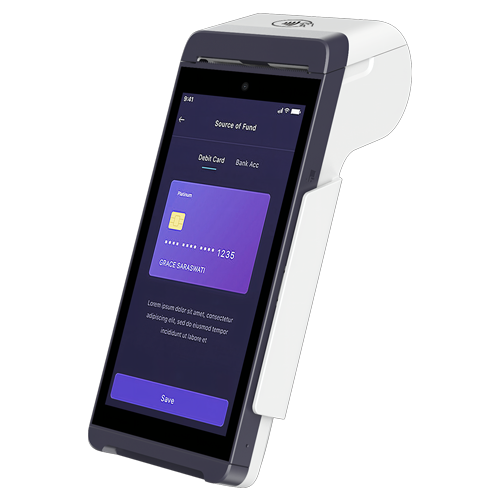 9:41
Source of Fund
Debit Card Bank Acc
Platinum
**** **** **** 1235
GRACE SARASWATI
Lorem ipsum dolor sit amet, consectetur
adipiscing elit, sed do eiusmod tempor
incididunt ut labore et
Save